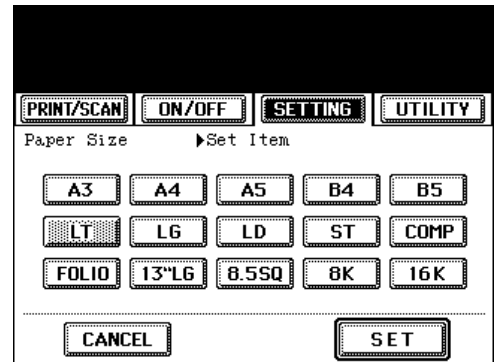 PRINT/SCAN ON/OFF SETTING UTILITY
Paper Size ▶Set Item
A3 A4 A5 B4 B5
LT LG LD ST COMP
FOLIO 13"LG 8.5SQ 8K 16K
CANCEL SET